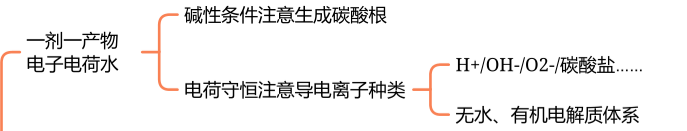 碱性条件注意生成碳酸根
一剂一产物
电子电荷水
电荷守恒注意导电离子种类
H+/OH-/O2-/碳酸盐……
无水、有机电解质体系